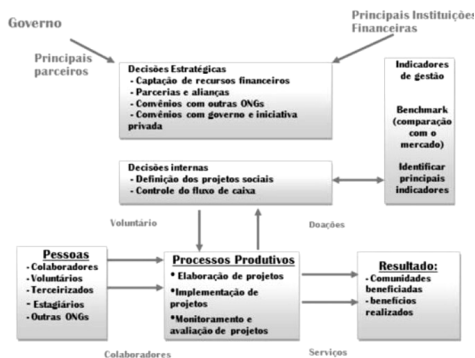 Governo
Principais Instituições
Financeiras
Principais
parceiros
Decisões Estratégicas
- Captação de recursos financeiros
- Parcerias e alianças
- Convênios com outras ONGs
- Convênios com governo e iniciativa
privada
Indicadores
de gestão
Benchmark
(comparação
com o
mercado)
Identificar
principais
indicadores
Decisões internas
- Definição dos projetos sociais
- Controle do fluxo de caixa
Voluntário
Doações
Pessoas
- Colaboradores
- Voluntários
- Terceirizados
- Estagiários
- Outras ONGs
Processos Produtivos
• Elaboração de projetos
•Implementação de
projetos
•Monitoramento e
avaliação de projetos
Resultado:
- Comunidades
beneficiadas
- benefícios
realizados
Colaboradores
Serviços